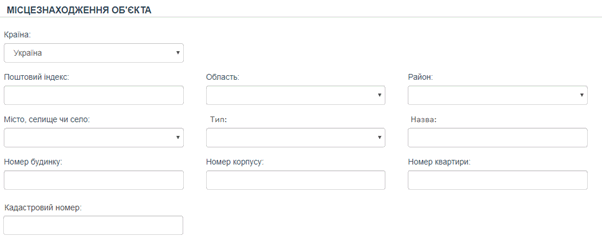 МІСЦЕЗНАХОДЖЕННЯ ОБ'ЄКТА
Країна:
Україна
Поштовий індекс: Область: Район:
Місто, селище чи село: Тип: Назва:
Номер будинку: Номер корпусу: Номер квартири:
Кадастровий номер: